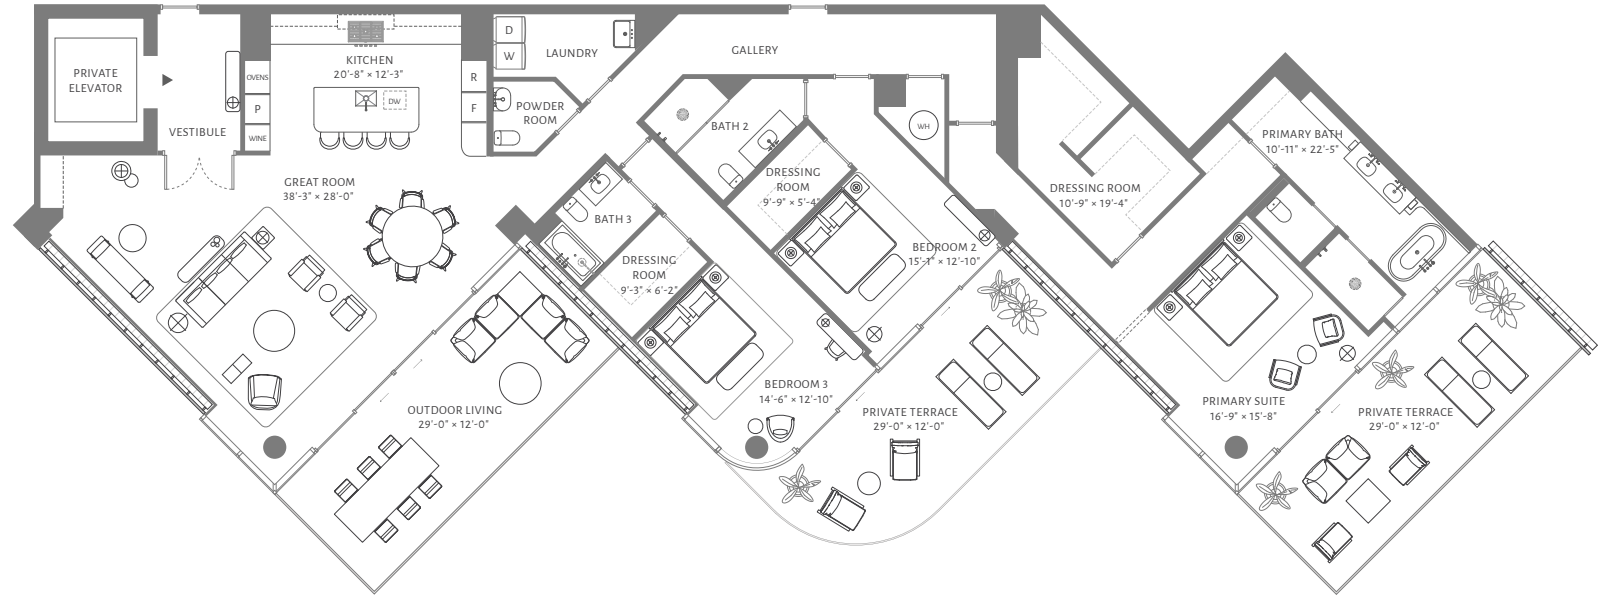 PRIVATE
ELEVATOR
VESTIBULE
OVENS
P
WINE
KITCHEN
20'-8" × 12'-3"
DW
R
F
D
W
LAUNDRY
POWDER
ROOM
GALLERY
GREAT ROOM
38'-3" × 28'-0"
BATH 2
DRESSING
ROOM
9'-9" × 5'-4"
WH
BATH 3
DRESSING
ROOM
9'-3" × 6'-2"
BEDROOM 2
15'-1" × 12'-10"
DRESSING ROOM
10'-9" × 19'-4"
PRIMARY BATH
10'-11" × 22'-5"
OUTDOOR LIVING
29'-0" × 12'-0"
BEDROOM 3
14'-6" × 12'-10"
PRIVATE TERRACE
29'-0" × 12'-0"
PRIMARY SUITE
16'-9" × 15'-8"
PRIVATE TERRACE
29'-0" × 12'-0"